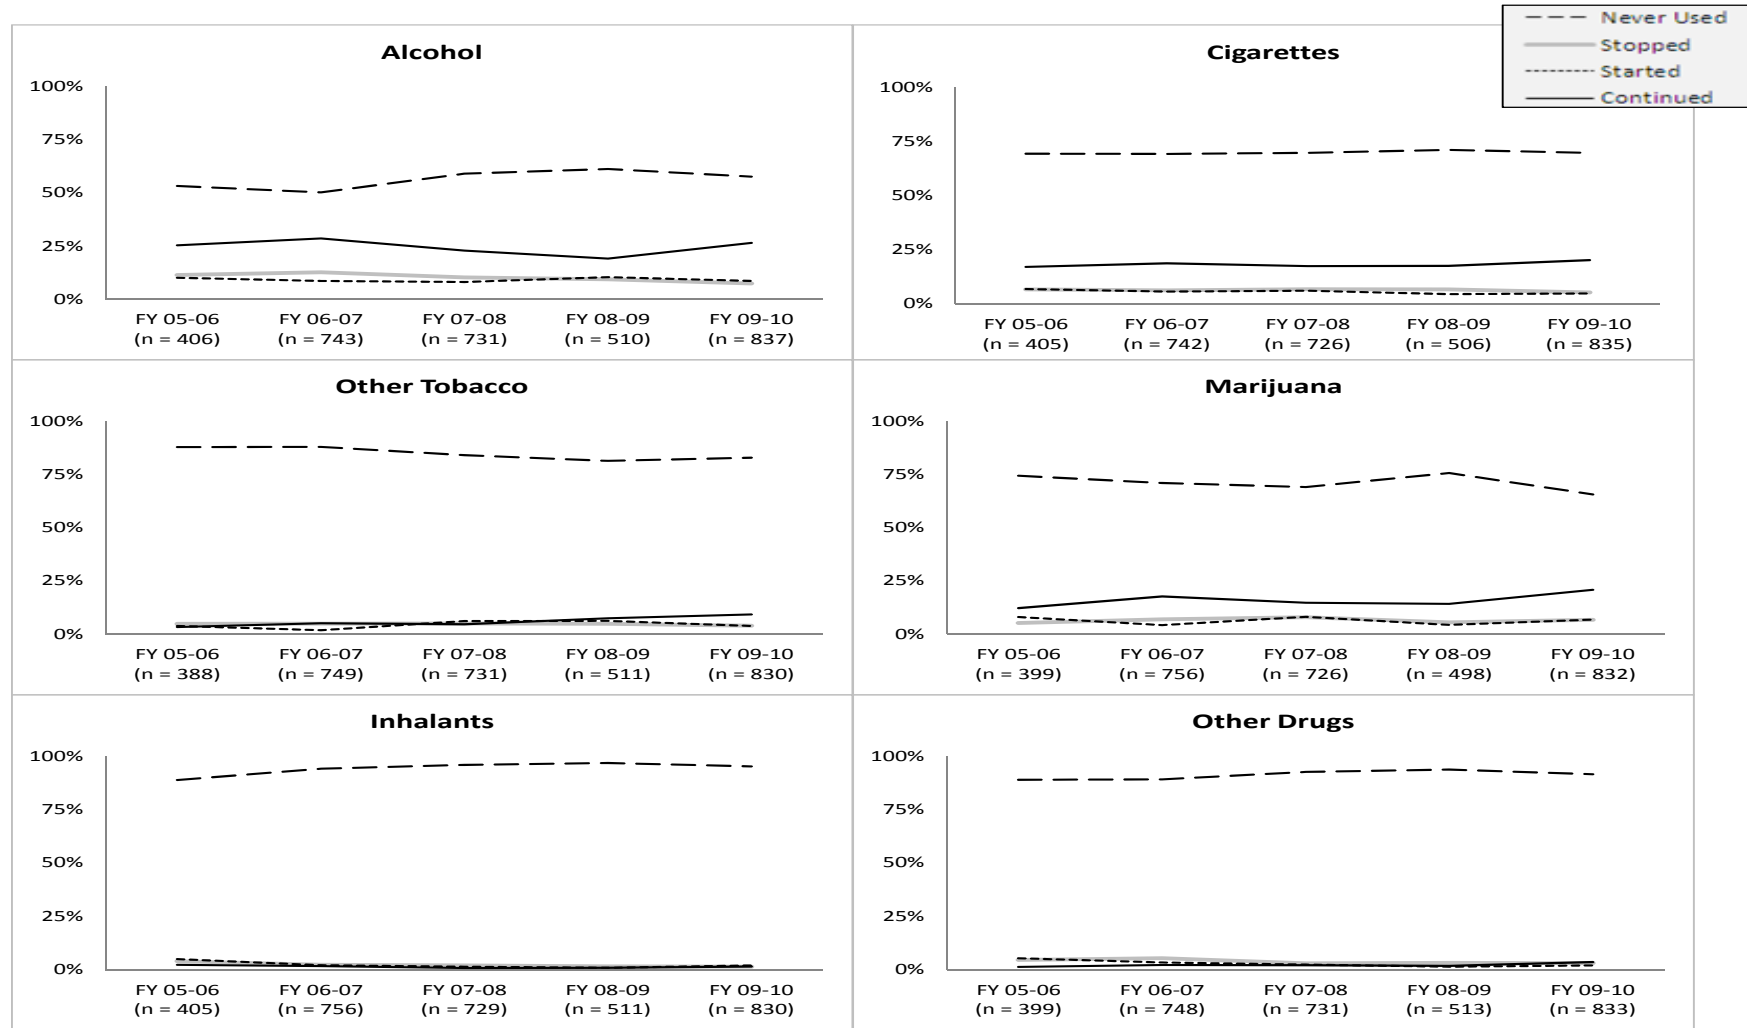 Never Used
Stopped
Started
Continued
Alcohol
100%
75%
50%
25%
0%
FY 05-06 FY 06-07 FY 07-08 FY 08-09 FY 09-10
(n = 406) (n = 743) (n = 731) (n = 510) (n = 837)
Cigarettes
100%
75%
50%
25%
0%
FY 05-06 FY 06-07 FY 07-08 FY 08-09 FY 09-10
(n = 405) (n = 742) (n = 726) (n = 506) (n = 835)
Other Tobacco
100%
75%
50%
25%
0%
FY 05-06 FY 06-07 FY 07-08 FY 08-09 FY 09-10
(n = 388) (n = 749) (n = 731) (n = 511) (n = 830)
Marijuana
100%
75%
50%
25%
0%
FY 05-06 FY 06-07 FY 07-08 FY 08-09 FY 09-10
(n = 399) (n = 756) (n = 726) (n = 498) (n = 832)
Inhalants
100%
75%
50%
25%
0%
FY 05-06 FY 06-07 FY 07-08 FY 08-09 FY 09-10
(n = 405) (n = 756) (n = 729) (n = 511) (n = 830)
Other Drugs
100%
75%
50%
25%
0%
FY 05-06 FY 06-07 FY 07-08 FY 08-09 FY 09-10
(n = 399) (n = 748) (n = 731) (n = 513) (n = 833)